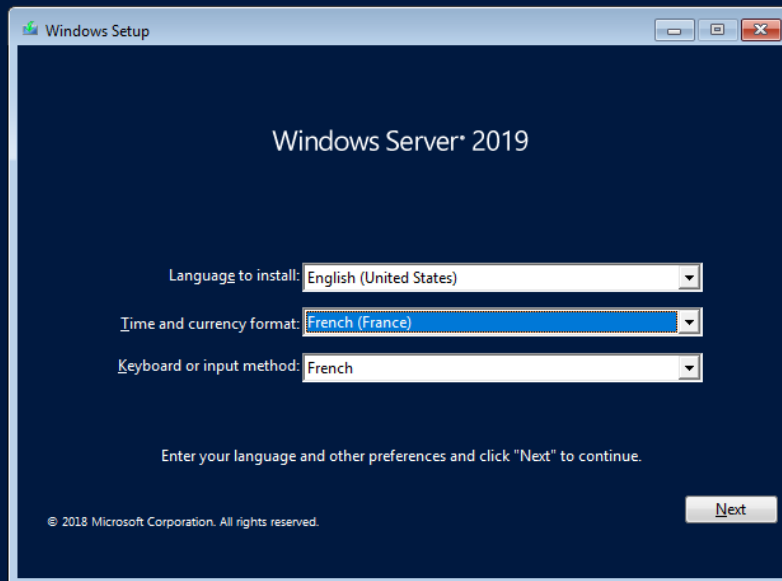 Windows Setup
Windows Server® 2019
Language to install: English (United States)
Time and currency format: French (France)
Keyboard or input method: French
Enter your language and other preferences and click "Next" to continue.
Next
© 2018 Microsoft Corporation. All rights reserved.